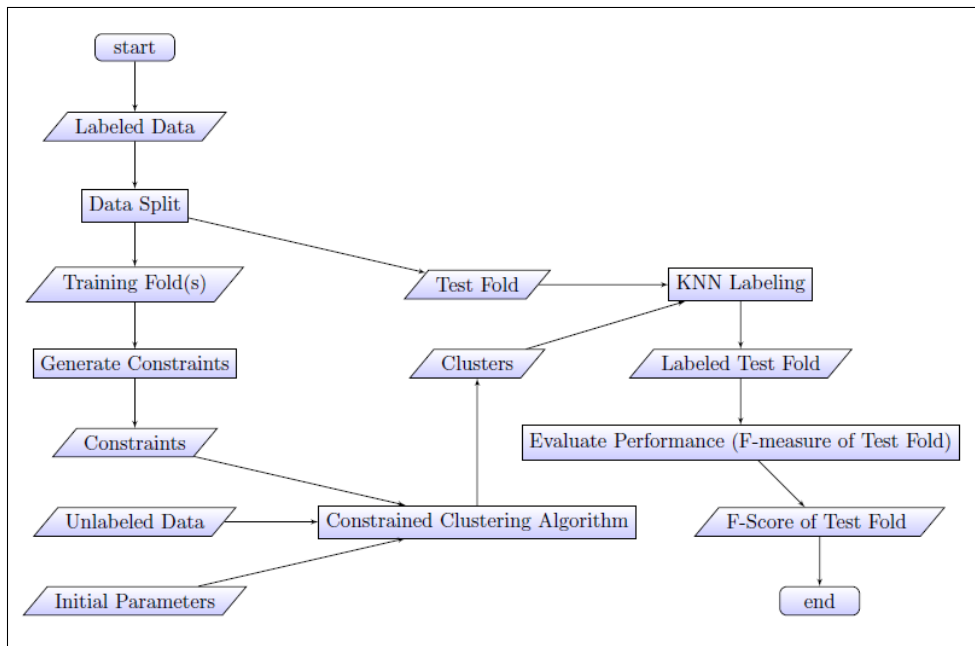 start
Labeled Data
Data Split
Training Fold(s)
Test Fold
KNN Labeling
Generate Constraints
Clusters
Labeled Test Fold
Constraints
Evaluate Performance (F-measure of Test Fold)
Unlabeled Data
Constrained Clustering Algorithm
F-Score of Test Fold
Initial Parameters
end